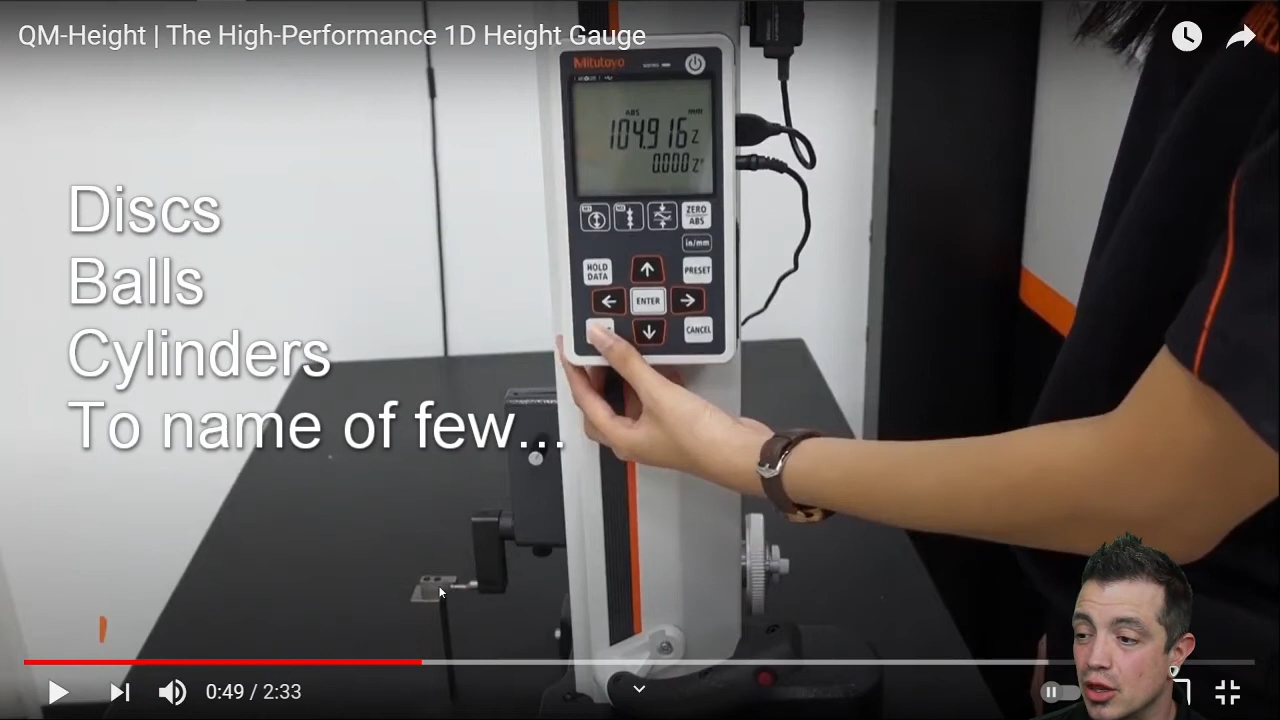 QM-Height | The High-Performance 1D Height Gauge
Mitutoyo
ABS mm
104.916 Z
0.000 Z
ZERO
ABS
in/mm
HOLD
DATA
PRESET
ENTER
CANCEL
Discs
Balls
Cylinders
To name of few...
0:49 / 2:33